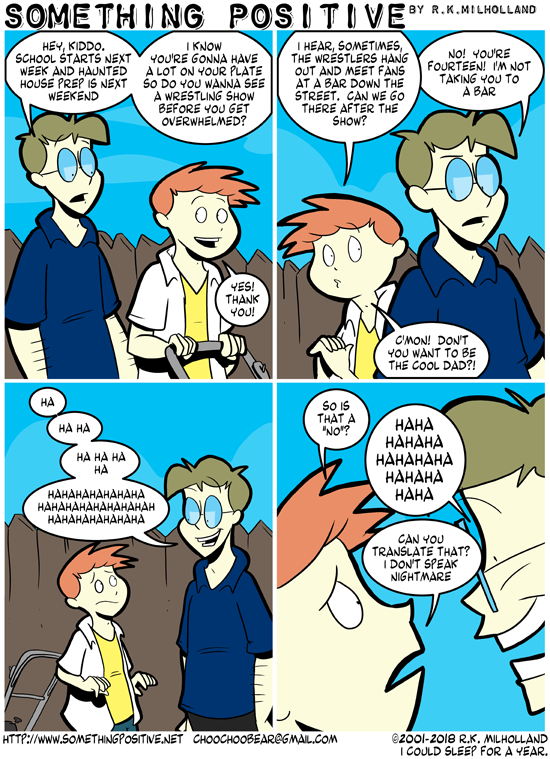 SOMETHING POSITIVE BY R.K.MILHOLLAND
HEY, KIDDO.
SCHOOL STARTS NEXT
WEEK AND HAUNTED
HOUSE PREP IS NEXT
WEEKEND
I KNOW
YOU'RE GONNA HAVE
A LOT ON YOUR PLATE
SO DO YOU WANNA SEE
A WRESTLING SHOW
BEFORE YOU GET
OVERWHELMED?
YES!
THANK
YOU!
I HEAR, SOMETIMES,
THE WRESTLERS HANG
OUT AND MEET FANS
AT A BAR DOWN THE
STREET. CAN WE GO
THERE AFTER THE
SHOW?
NO! YOU'RE
FOURTEEN! I'M NOT
TAKING YOU TO
A BAR
C'MON! DON'T
YOU WANT TO BE
THE COOL DAD?!
HA
HA HA
HA HA HA
HA
HAHAHAHAHAHAHA
HAHAHAHAHAHAHAHAH
HAHAHAHAHAHAHA
SO IS
THAT A
"NO"?
HAHA
HAHAHA
HAHAHAHA
HAHAHA
HAHA
CAN YOU
TRANSLATE THAT?
I DON'T SPEAK
NIGHTMARE
HTTP://WWW.SOMETHINGPOSITIVE.NET CHOOCHOOBEAR@GMAIL.COM
©2001-2018 R.K. MILHOLLAND
I COULD SLEEP FOR A YEAR.